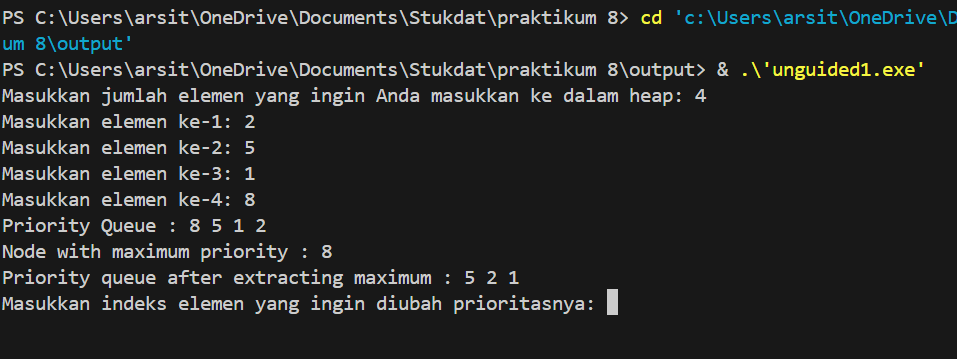 PS C:\Users\arsit\OneDrive\Documents\Stukdat\praktikum 8> cd 'c:\Users\arsit\OneDrive\D
um 8\output'
PS C:\Users\arsit\OneDrive\Documents\Stukdat\praktikum 8\output> & .\'unguided1.exe'
Masukkan jumlah elemen yang ingin Anda masukkan ke dalam heap: 4
Masukkan elemen ke-1: 2
Masukkan elemen ke-2: 5
Masukkan elemen ke-3: 1
Masukkan elemen ke-4: 8
Priority Queue : 8 5 1 2
Node with maximum priority : 8
Priority queue after extracting maximum : 5 2 1
Masukkan indeks elemen yang ingin diubah prioritasnya: